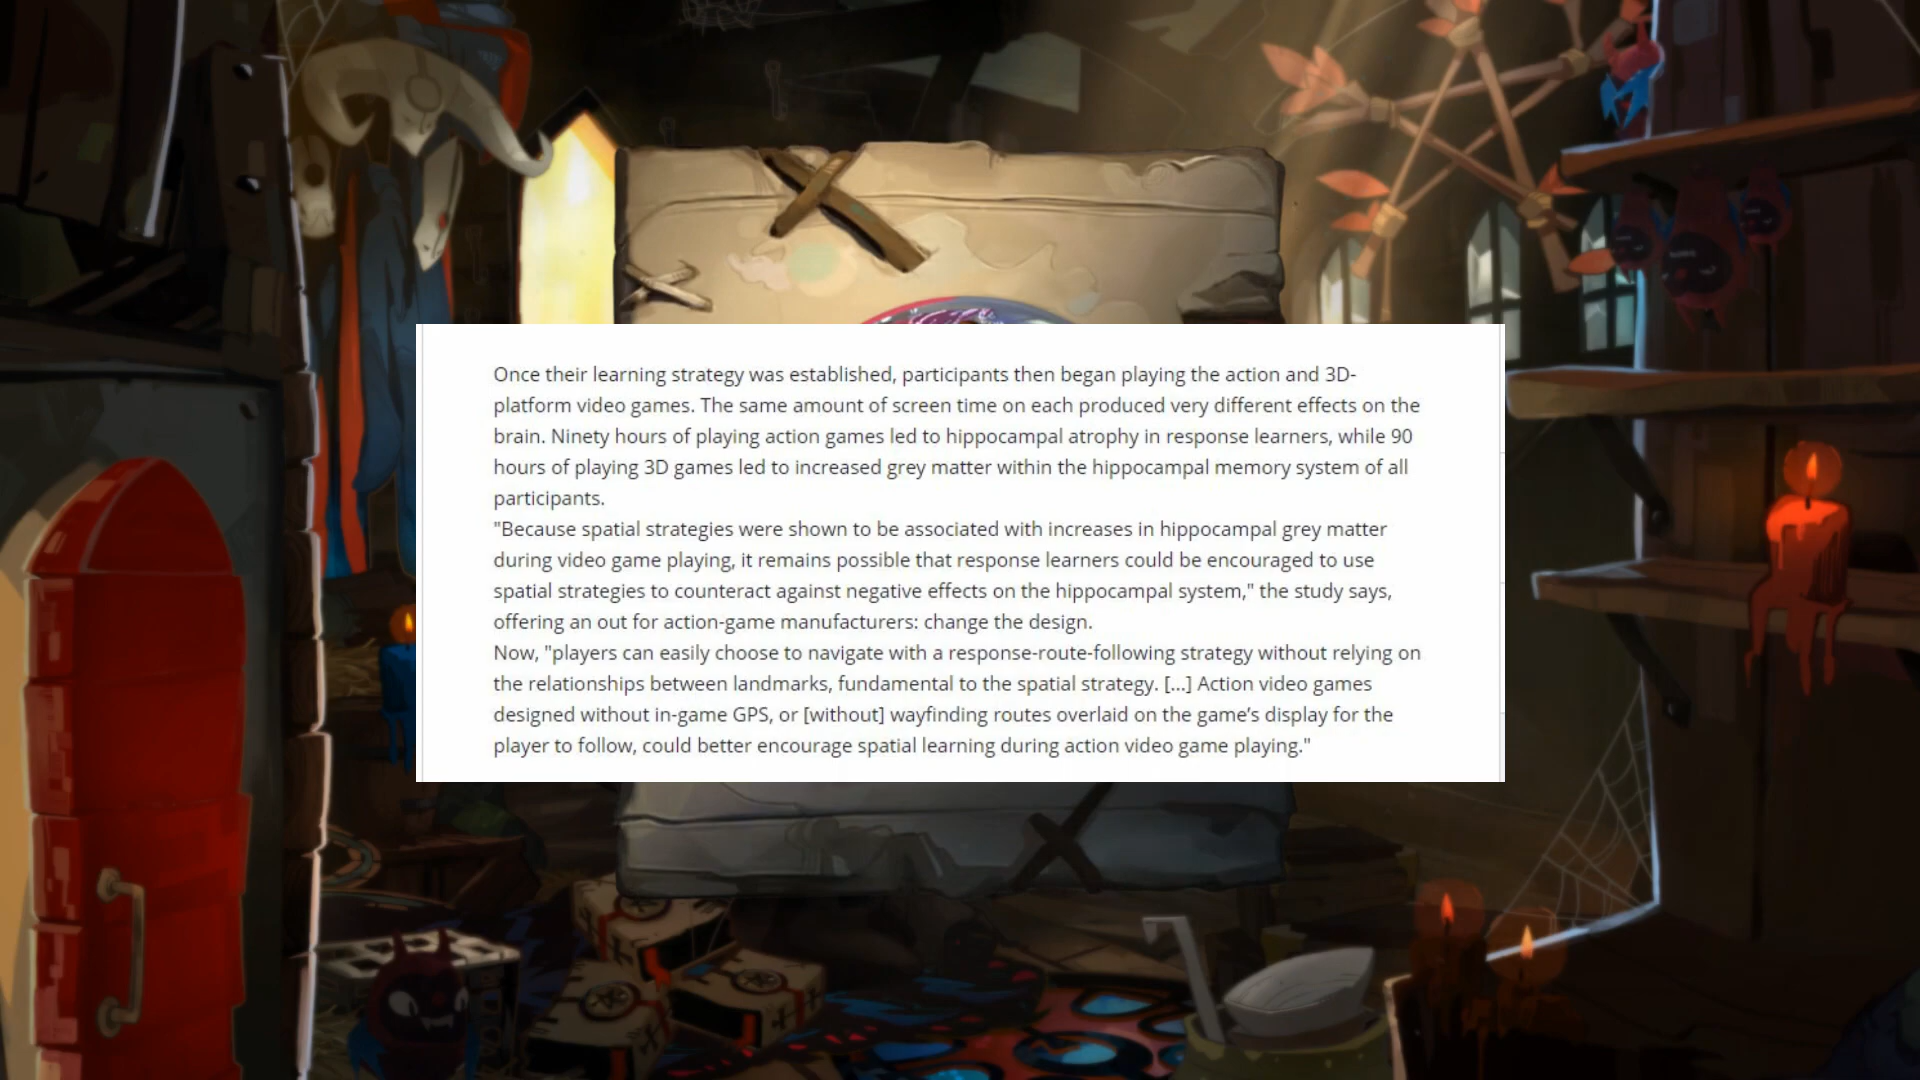 Once their learning strategy was established, participants then began playing the action and 3D-
platform video games. The same amount of screen time on each produced very different effects on the
brain. Ninety hours of playing action games led to hippocampal atrophy in response learners, while 90
hours of playing 3D games led to increased grey matter within the hippocampal memory system of all
participants.
"Because spatial strategies were shown to be associated with increases in hippocampal grey matter
during video game playing, it remains possible that response learners could be encouraged to use
spatial strategies to counteract against negative effects on the hippocampal system," the study says,
offering an out for action-game manufacturers: change the design.
Now, "players can easily choose to navigate with a response-route-following strategy without relying on
the relationships between landmarks, fundamental to the spatial strategy. [...] Action video games
designed without in-game GPS, or [without] wayfinding routes overlaid on the game’s display for the
player to follow, could better encourage spatial learning during action video game playing."